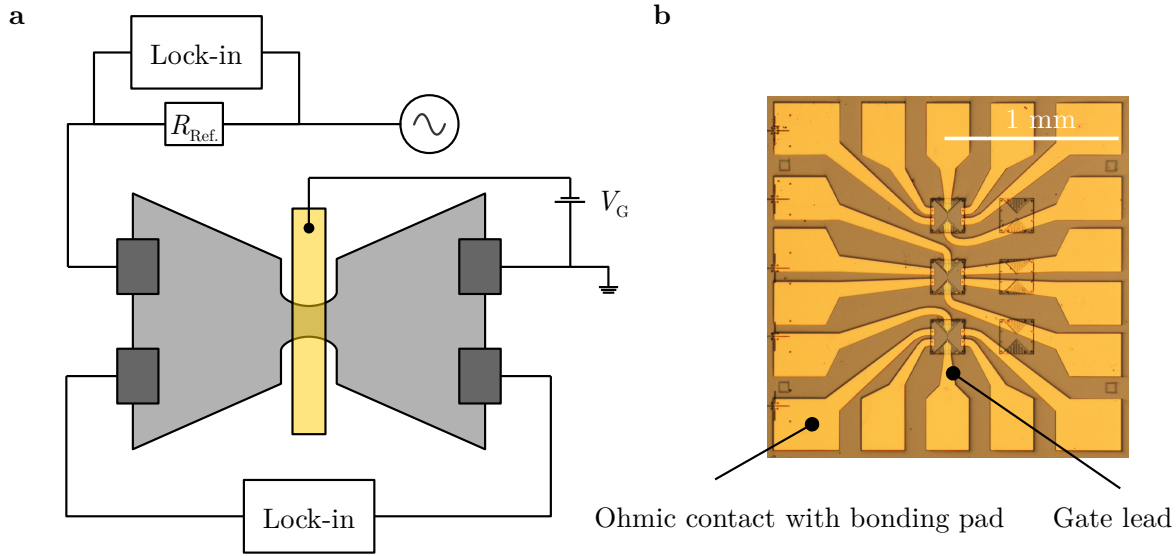 a
b
Lock-in
R_Ref.
V_G
Lock-in
1 mm
Ohmic contact with bonding pad
Gate lead